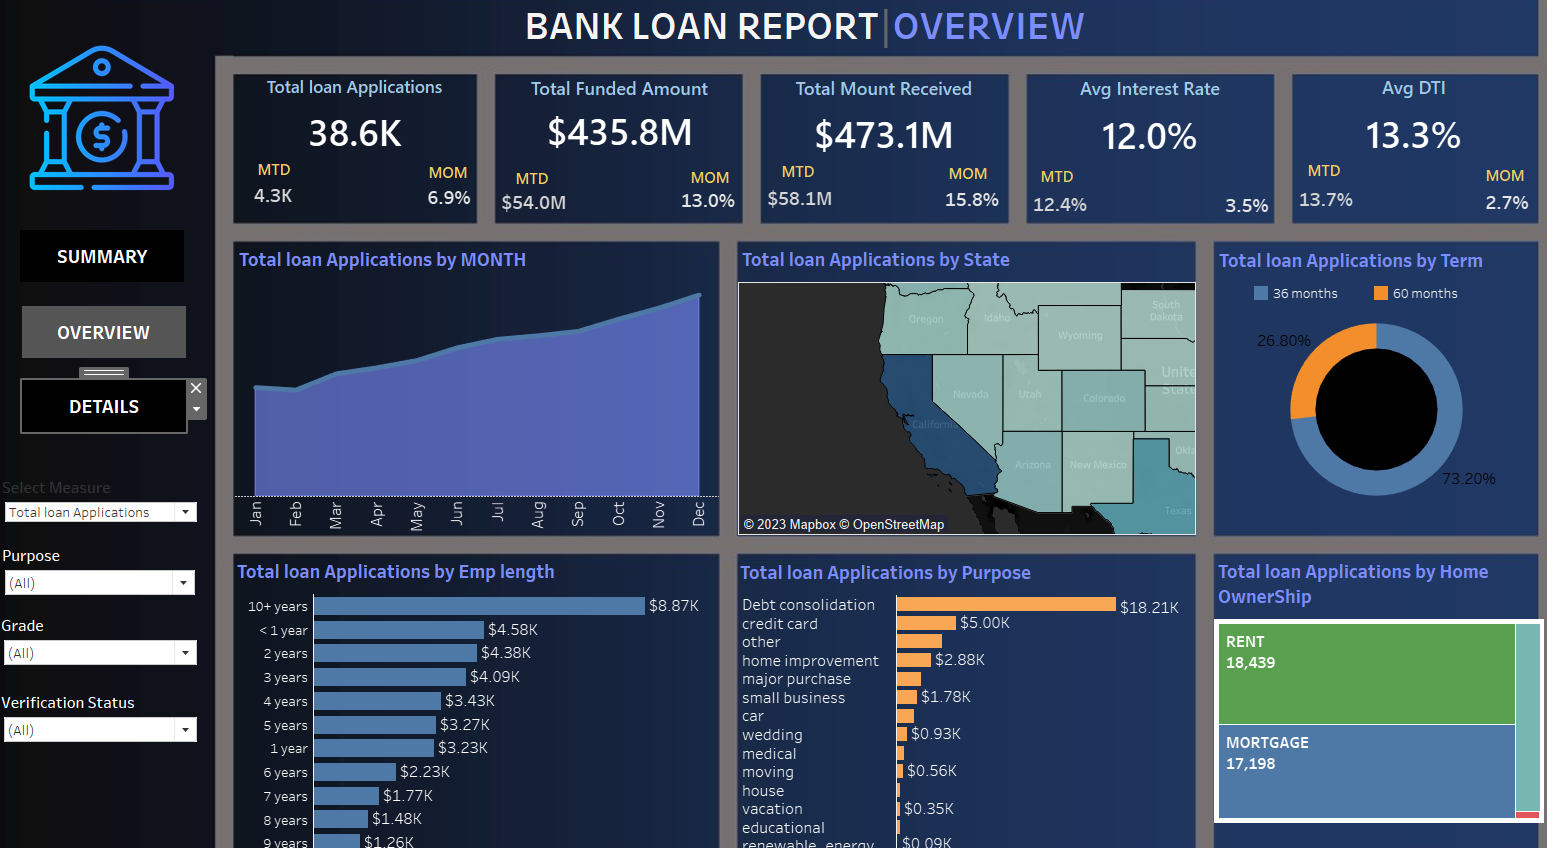 BANK LOAN REPORT|OVERVIEW
Total loan Applications
38.6K
MTD
MOM
4.3K
6.9%
Total Funded Amount
$435.8M
MTD
MOM
$54.0M
13.0%
Total Mount Received
$473.1M
MTD
MOM
$58.1M
15.8%
Avg Interest Rate
12.0%
MTD
12.4%
3.5%
Avg DTI
13.3%
MTD
MOM
13.7%
2.7%
SUMMARY
OVERVIEW
DETAILS
Select Measure
Total loan Applications
Purpose
(All)
Grade
(All)
Verification Status
(All)
Total loan Applications by MONTH
Jan
Feb
Mar
Apr
May
Jun
Jul
Aug
Sep
Oct
Nov
Dec
Total loan Applications by State
Oregon
Idaho
Wyoming
South
Dakota
Nevada
Utah
Colorado
United
State
California
Arizona
New Mexico
Okla
Texas
© 2023 Mapbox © OpenStreetMap
Total loan Applications by Term
36 months
60 months
26.80%
73.20%
Total loan Applications by Emp length
10+ years $8.87K
< 1 year $4.58K
2 years $4.38K
3 years $4.09K
4 years $3.43K
5 years $3.27K
1 year $3.23K
6 years $2.23K
7 years $1.77K
8 years $1.48K
9 years $1.26K
Total loan Applications by Purpose
Debt consolidation $18.21K
credit card $5.00K
other
home improvement $2.88K
major purchase
small business $1.78K
car
wedding $0.93K
medical
moving $0.56K
house
vacation $0.35K
educational
renewable_energy $0.09K
Total loan Applications by Home
OwnerShip
RENT
18,439
MORTGAGE
17,198